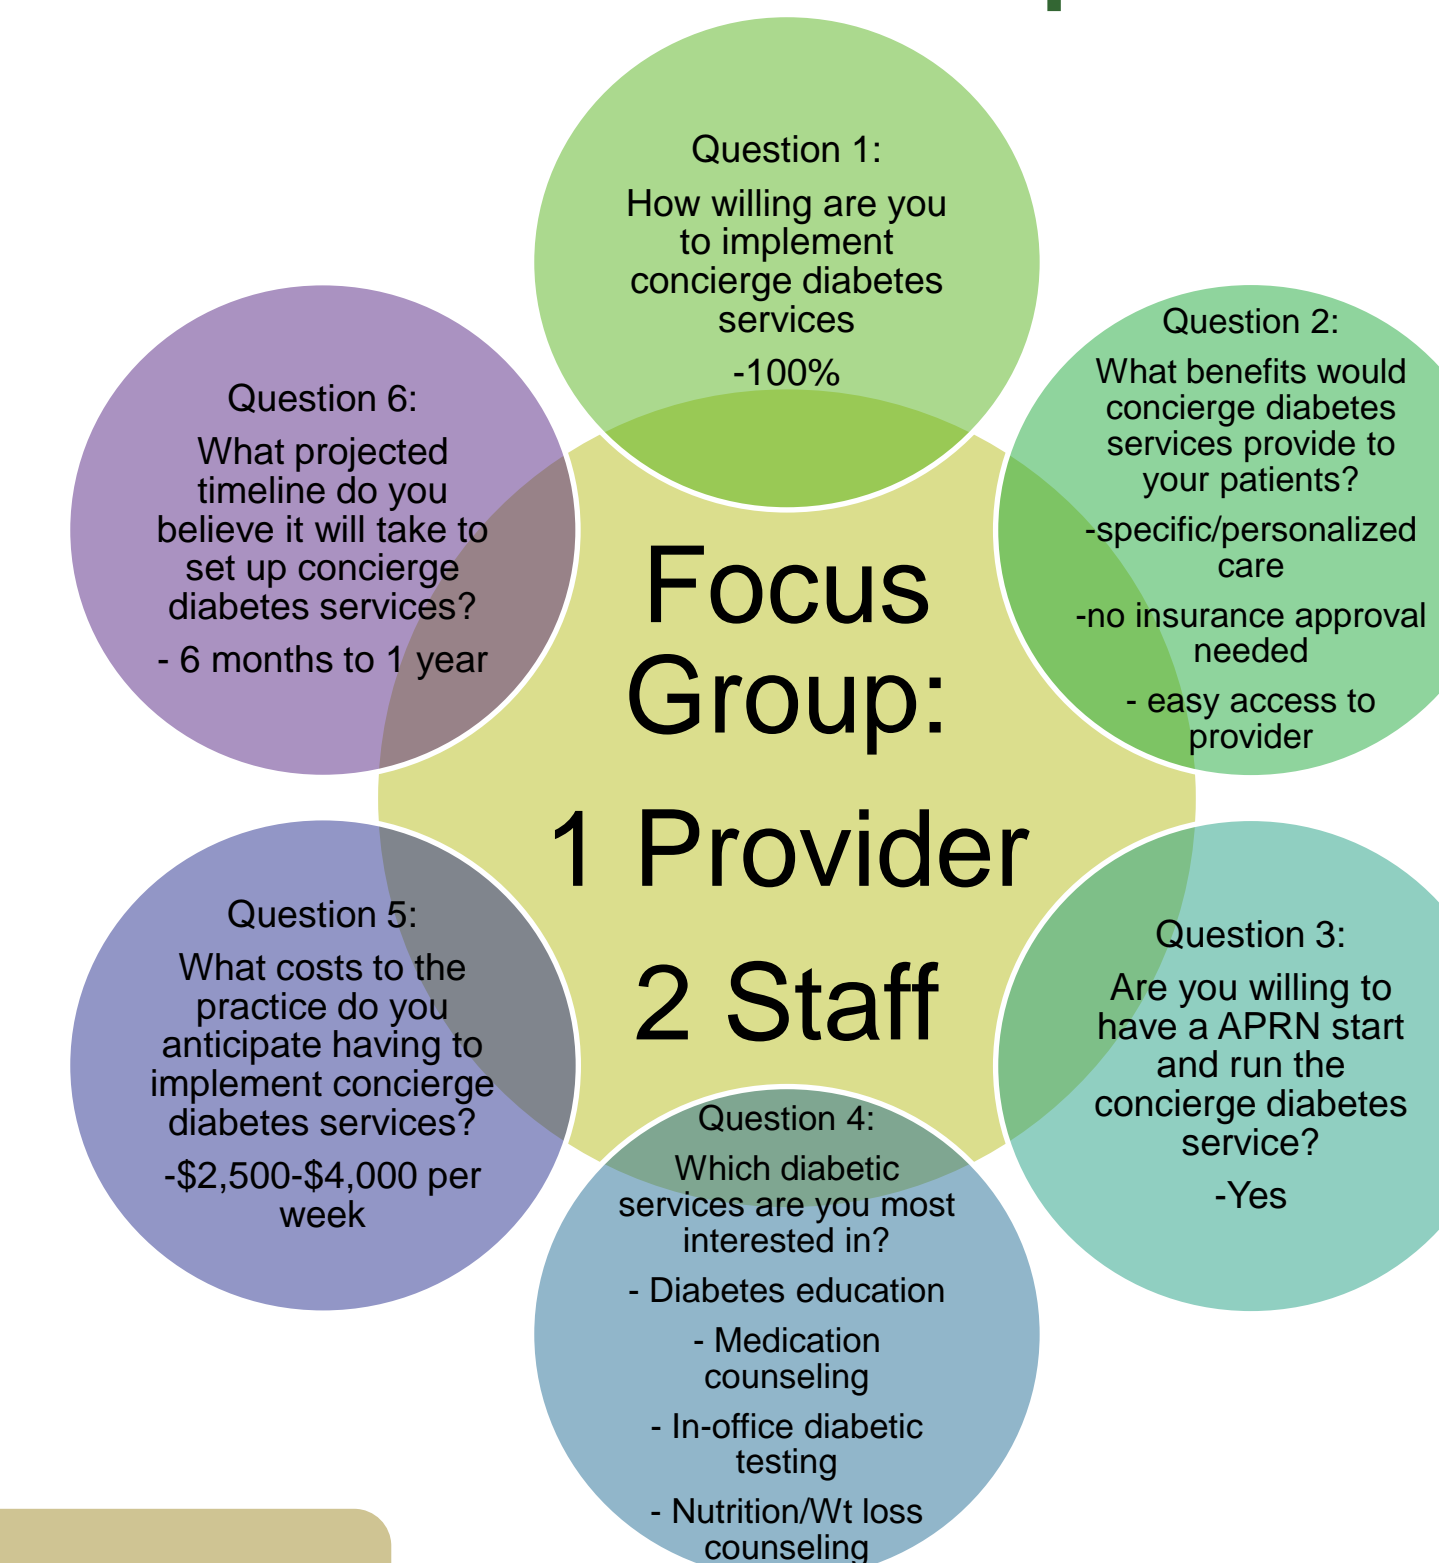 Question 1:
How willing are you
to implement
concierge diabetes
services
-100%
Question 2:
What benefits would
concierge diabetes
services provide to
your patients?
-specific/personalized
care
-no insurance approval
needed
- easy access to
provider
Question 3:
Are you willing to
have a APRN start
and run the
concierge diabetes
service?
-Yes
Question 4:
Which diabetic
services are you most
interested in?
- Diabetes education
- Medication
counseling
- In-office diabetic
testing
- Nutrition/Wt loss
counseling
Question 5:
What costs to the
practice do you
anticipate having to
implement concierge
diabetes services?
-$2,500-$4,000 per
week
Question 6:
What projected
timeline do you
believe it will take to
set up concierge
diabetes services?
- 6 months to 1 year
Focus
Group:
1 Provider
2 Staff